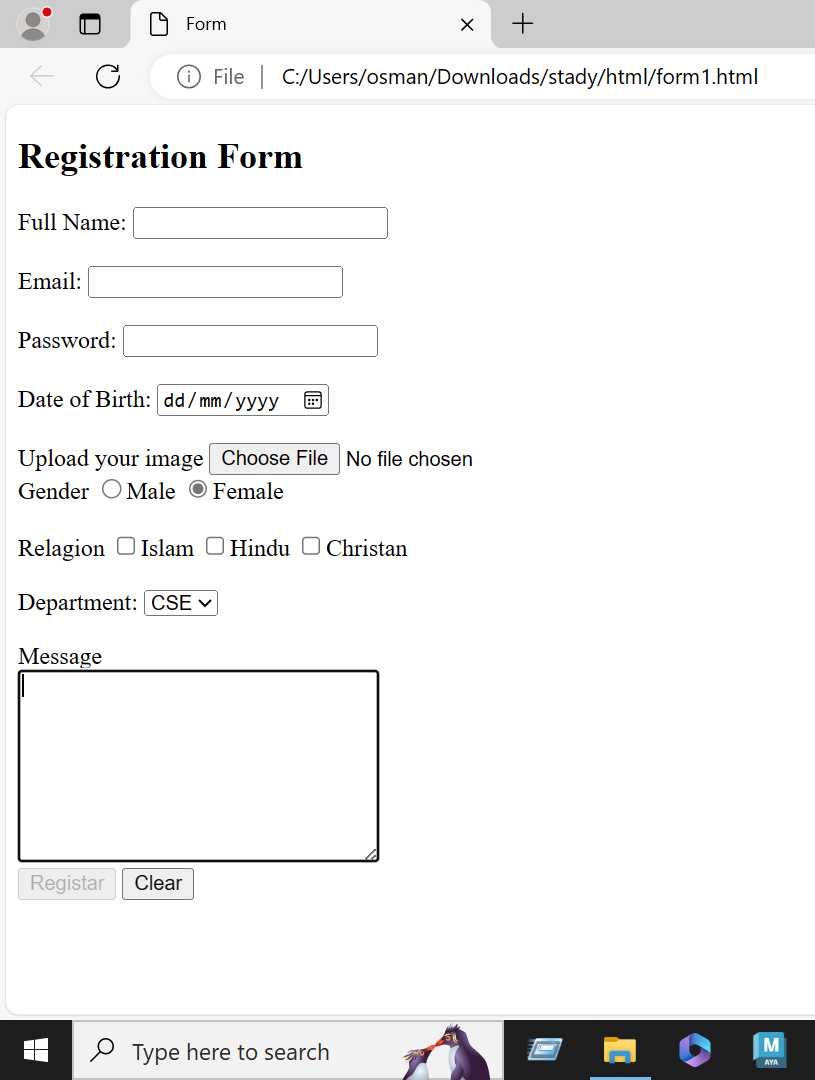 Form
File | C:/Users/osman/Downloads/stady/html/form1.html
Registration Form
Full Name:
Email:
Password:
Date of Birth: dd/mm/yyyy
Upload your image Choose File No file chosen
Gender Male Female
Relagion Islam Hindu Christan
Department: CSE
Message
Registar Clear
Type here to search
M
AYA